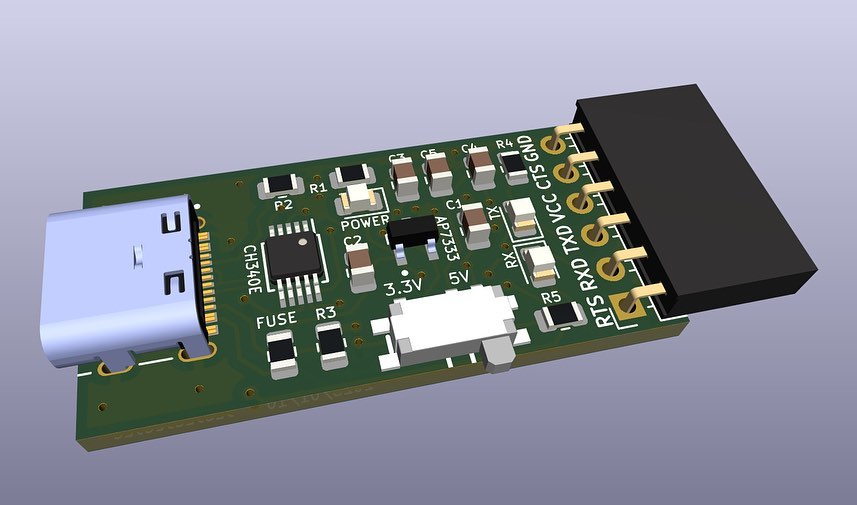 C3
C5
C4
R4
GND
CTS
VCC
TXD
RXD
RTS
R1
R2
POWER
C1
TX
AP7333
C2
CH340E
RX
3.3V
5V
FUSE
R3
R5